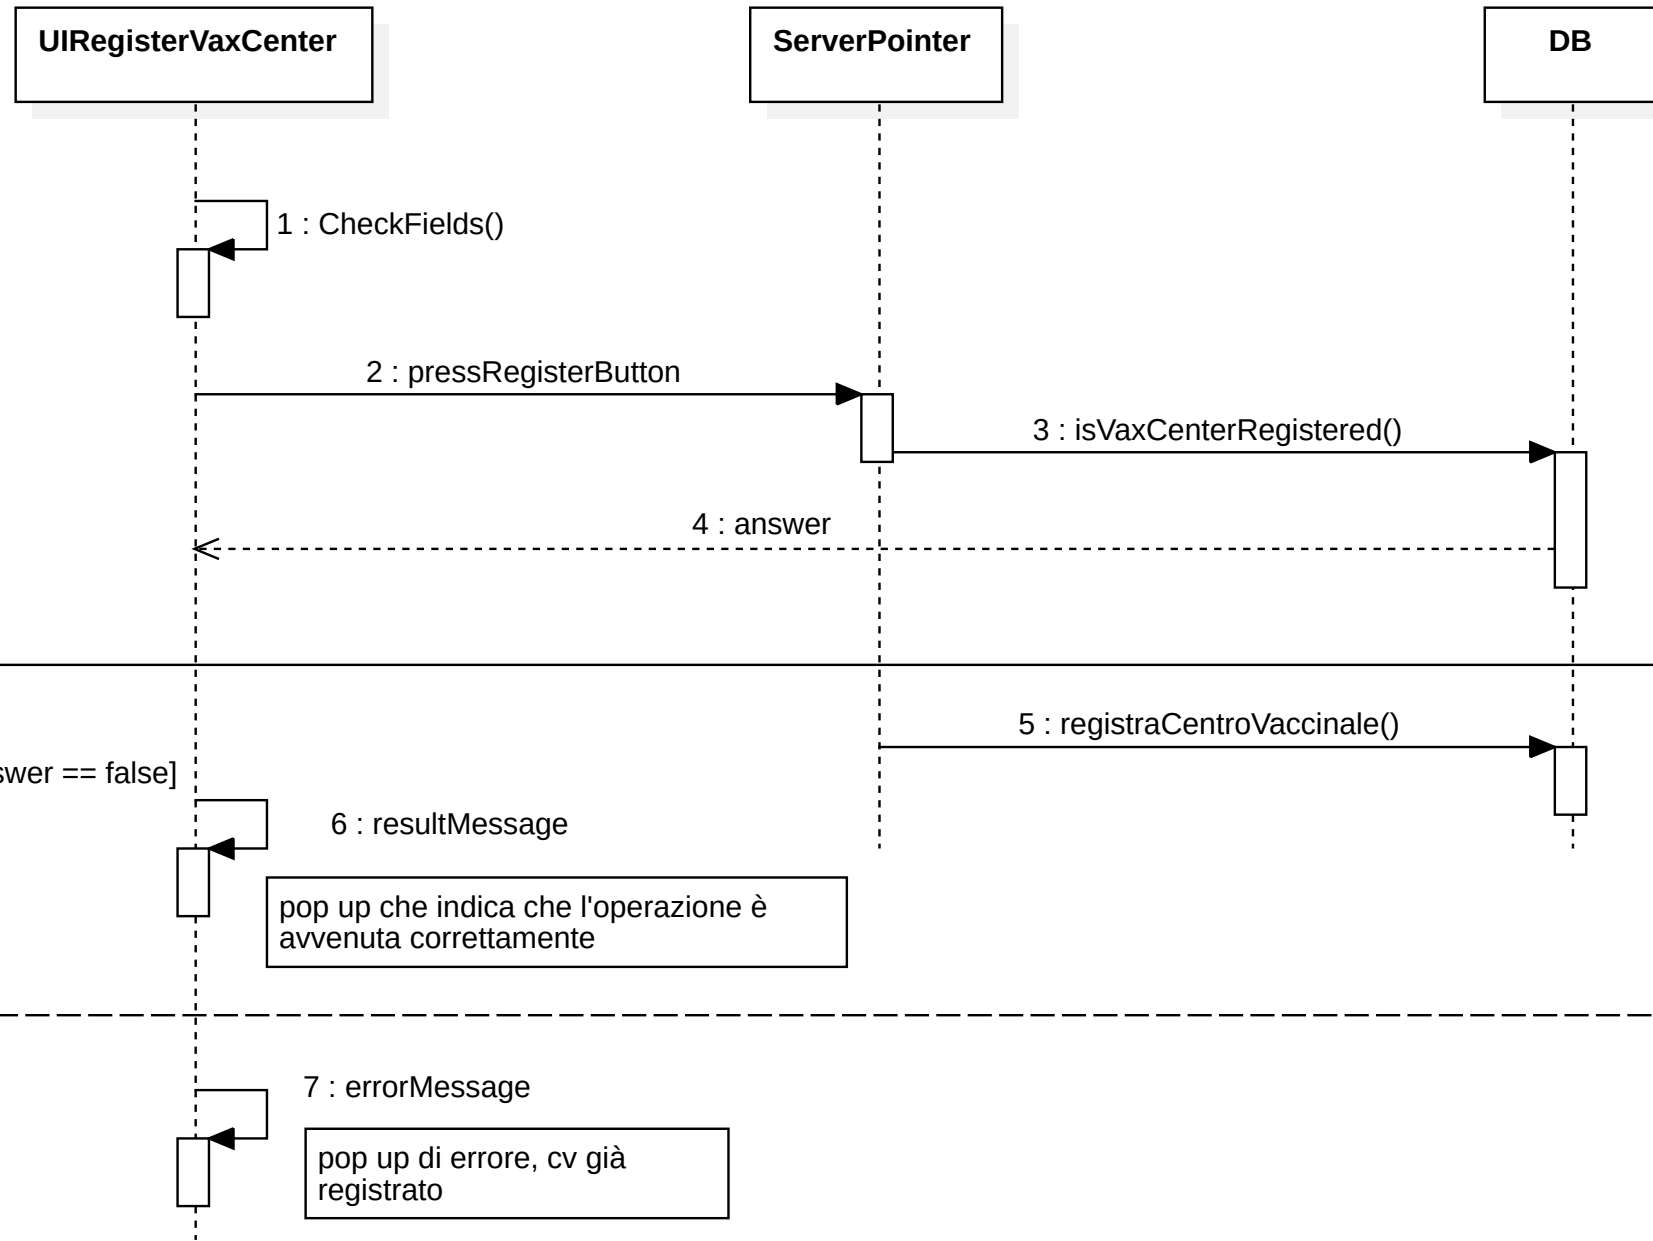 UIRegisterVaxCenter
ServerPointer
DB
1 : CheckFields()
2 : pressRegisterButton
3 : isVaxCenterRegistered()
4 : answer
5 : registraCentroVaccinale()
swer == false]
6 : resultMessage
pop up che indica che l'operazione è
avvenuta correttamente
7 : errorMessage
pop up di errore, cv già
registrato